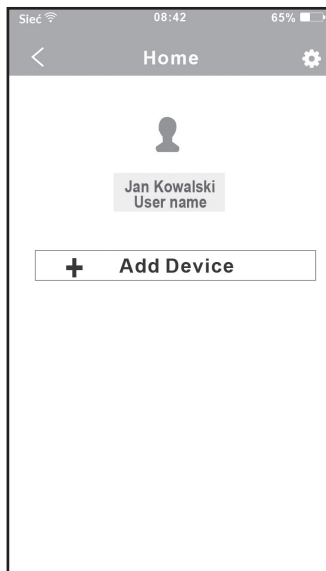 Sieć 08:42 65%
Home
Jan Kowalski
User name
+ Add Device